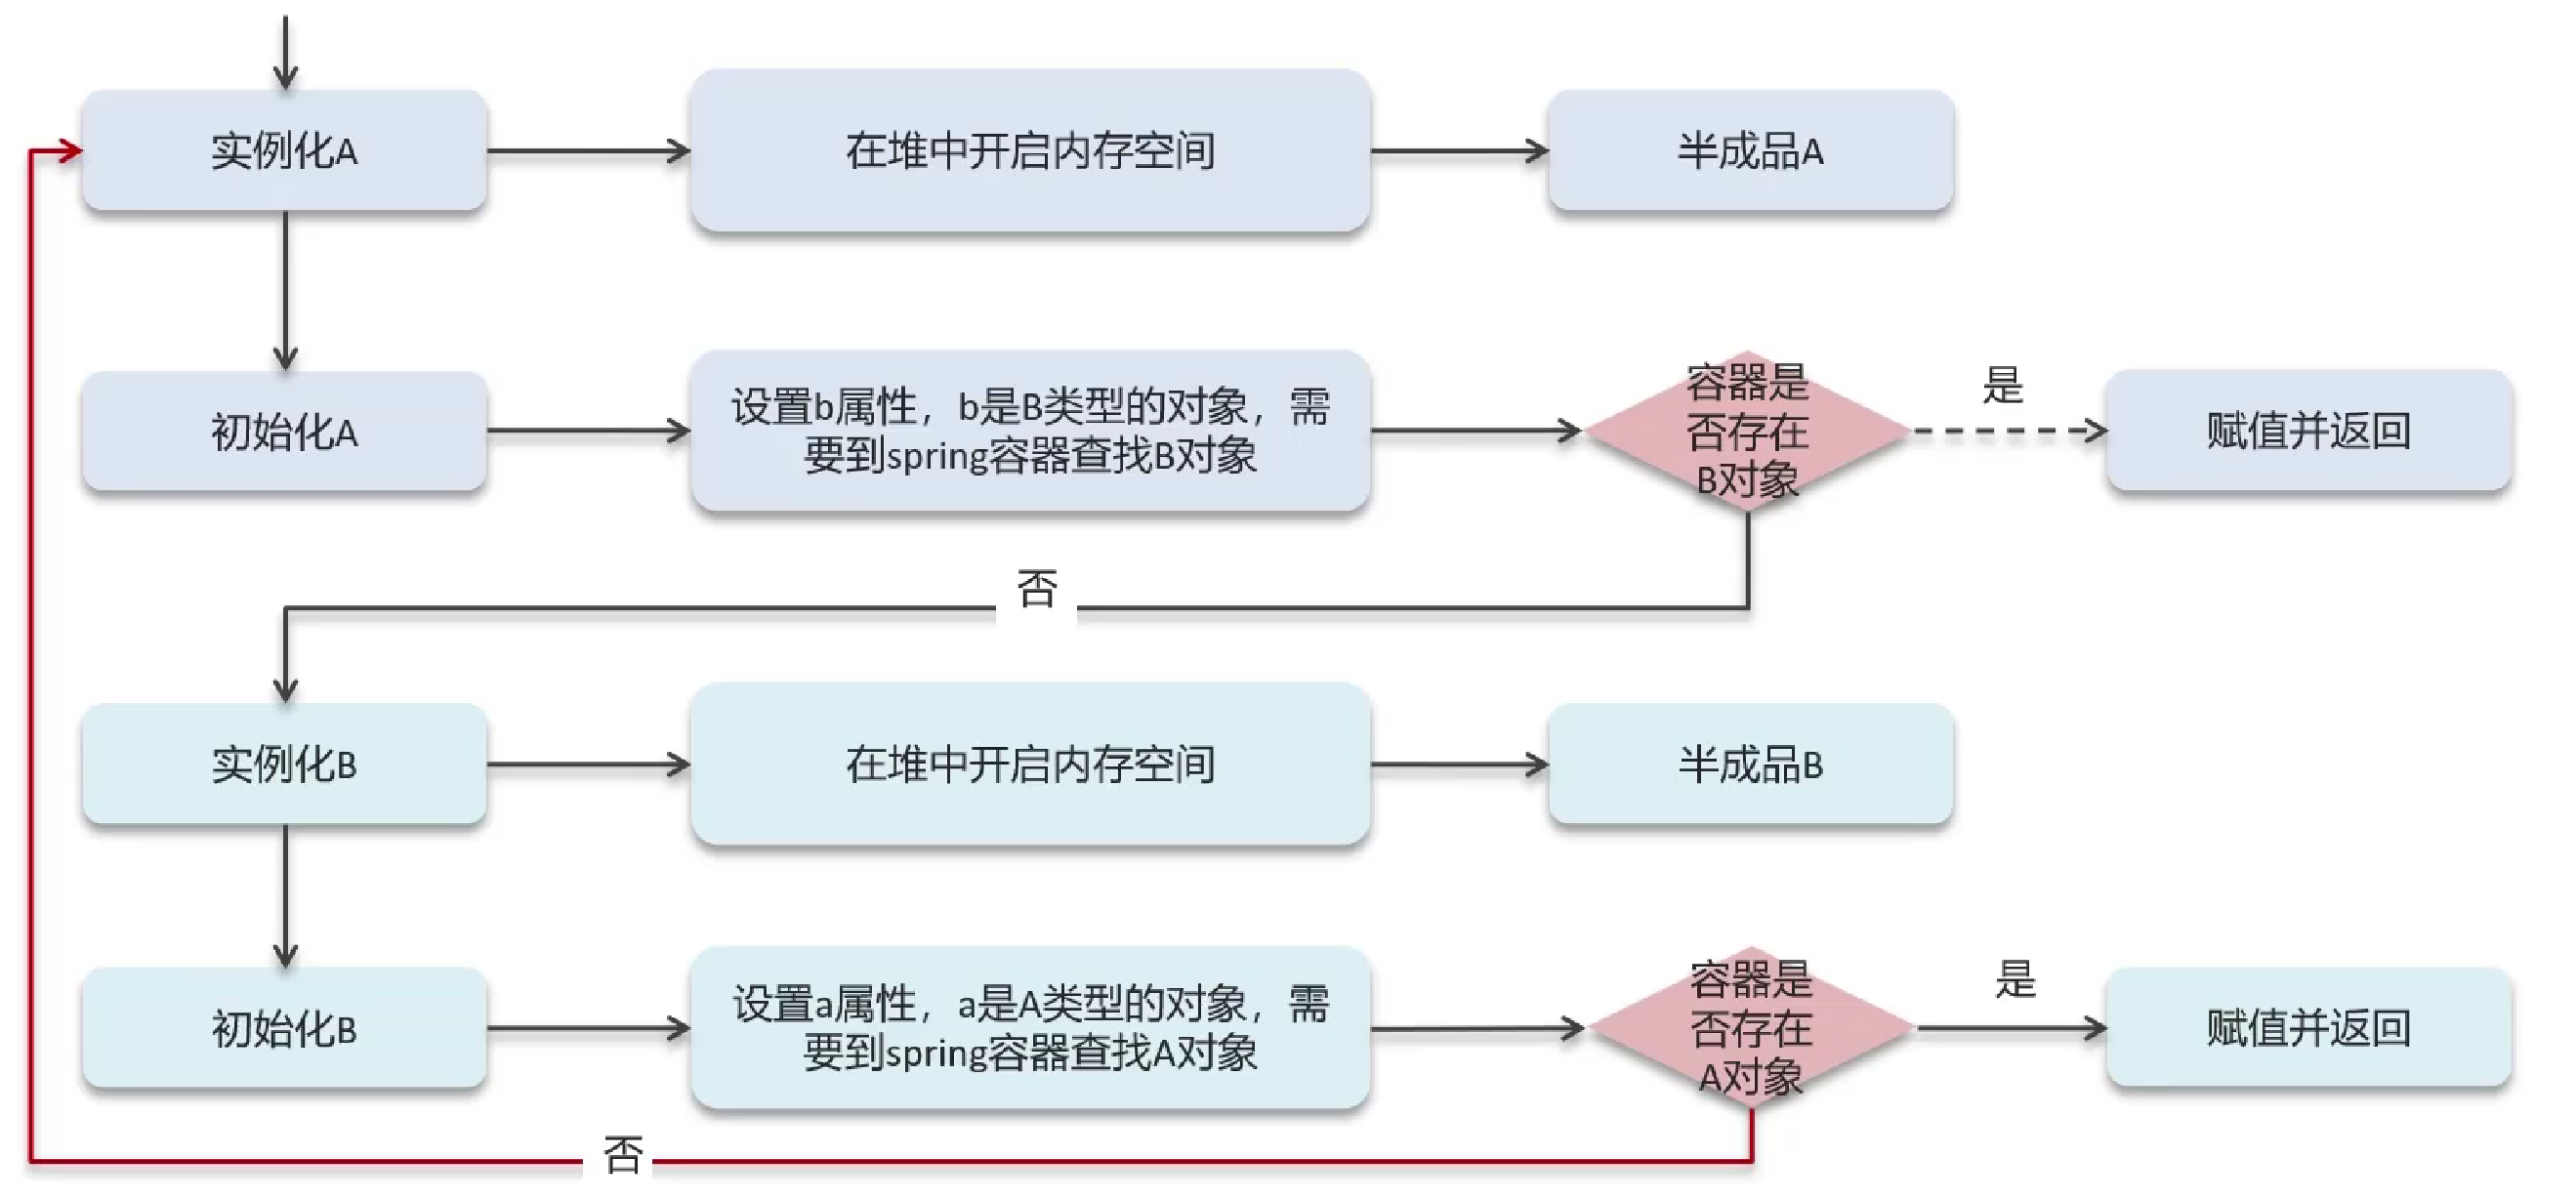 实例化A
在堆中开启内存空间
半成品A
初始化A
设置b属性，b是B类型的对象，需
要到spring容器查找B对象
容器是
否存在
B对象
是
赋值并返回
否
实例化B
在堆中开启内存空间
半成品B
初始化B
设置a属性，a是A类型的对象，需
要到spring容器查找A对象
容器是
否存在
A对象
是
赋值并返回
否